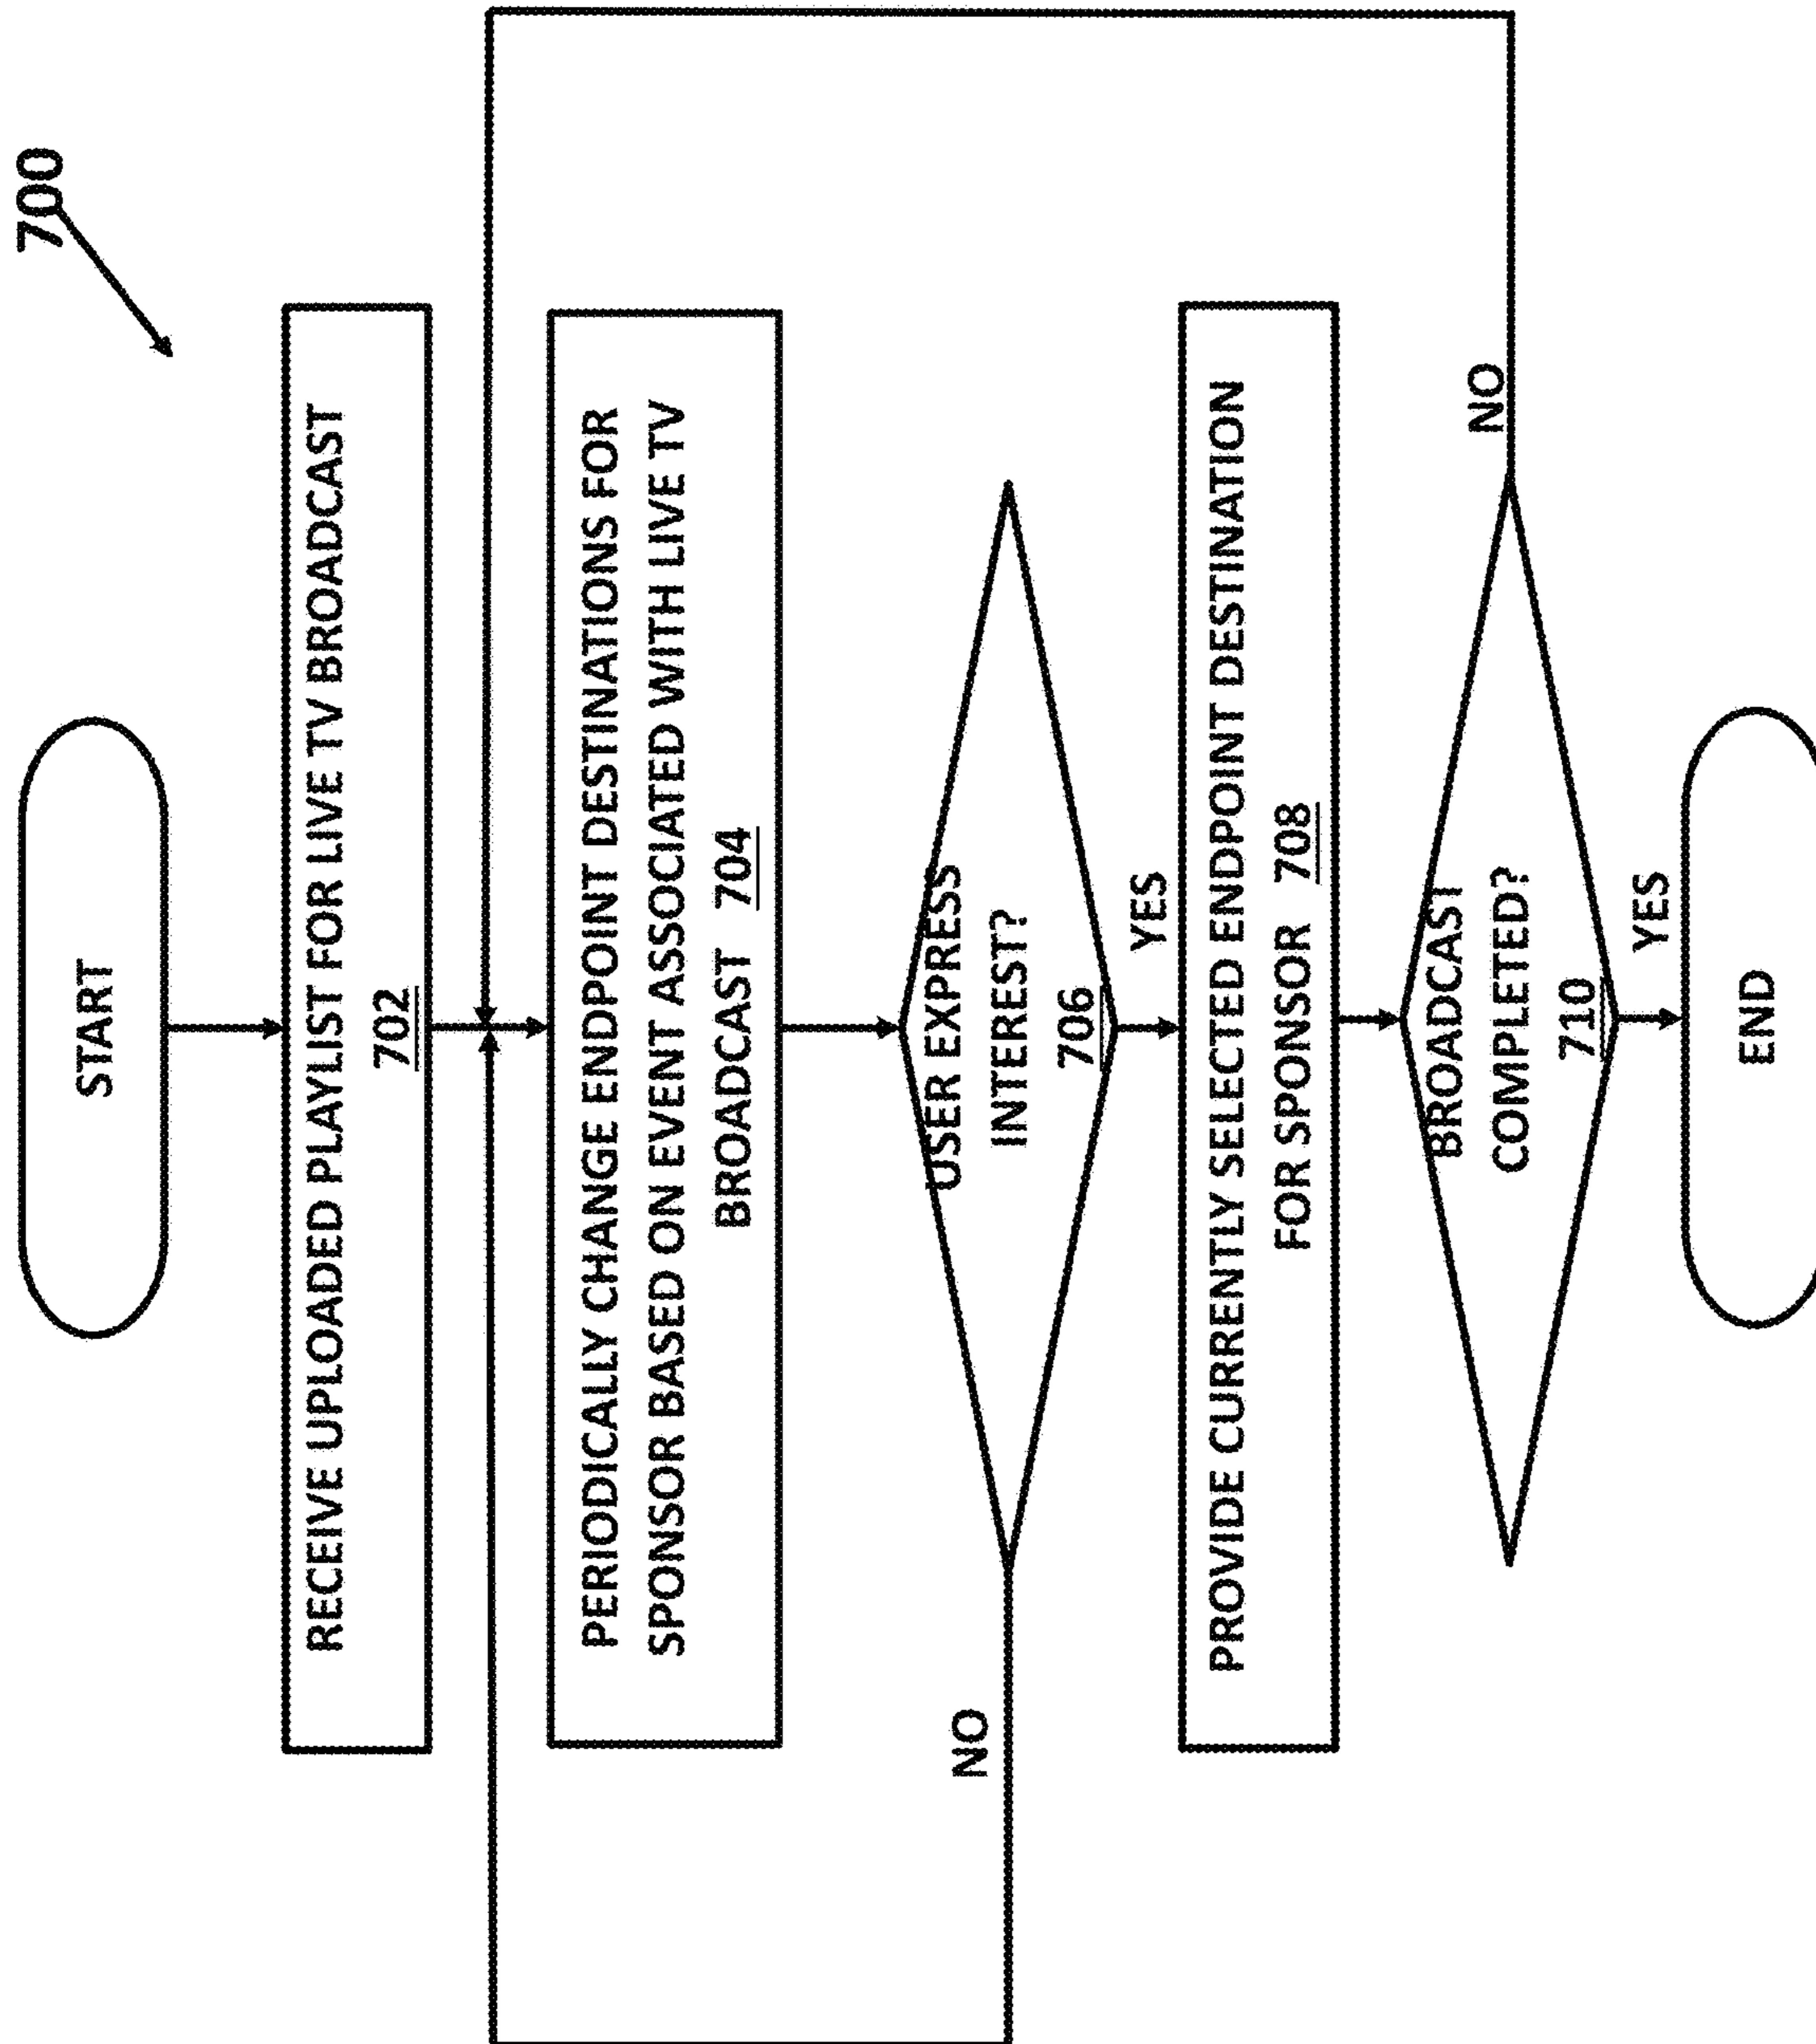 700
START
RECEIVE UPLOADED PLAYLIST FOR LIVE TV BROADCAST
702
PERIODICALLY CHANGE ENDPOINT DESTINATIONS FOR
SPONSOR BASED ON EVENT ASSOCIATED WITH LIVE TV
BROADCAST 704
USER EXPRESS
INTEREST?
706
NO
YES
PROVIDE CURRENTLY SELECTED ENDPOINT DESTINATION
FOR SPONSOR 708
BROADCAST
COMPLETED?
710
NO
YES
END